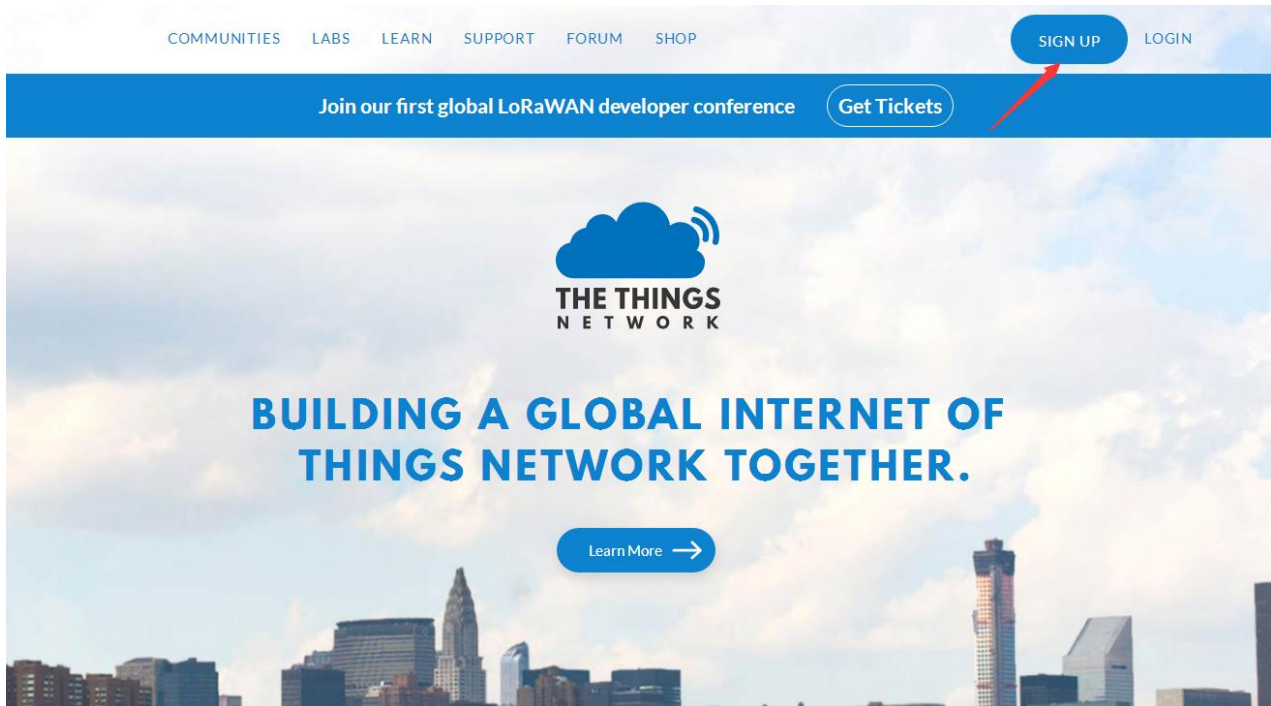 COMMUNITIES LABS LEARN SUPPORT FORUM SHOP SIGN UP LOGIN
Join our first global LoRaWAN developer conference Get Tickets
THE THINGS
NETWORK
BUILDING A GLOBAL INTERNET OF
THINGS NETWORK TOGETHER.
Learn More